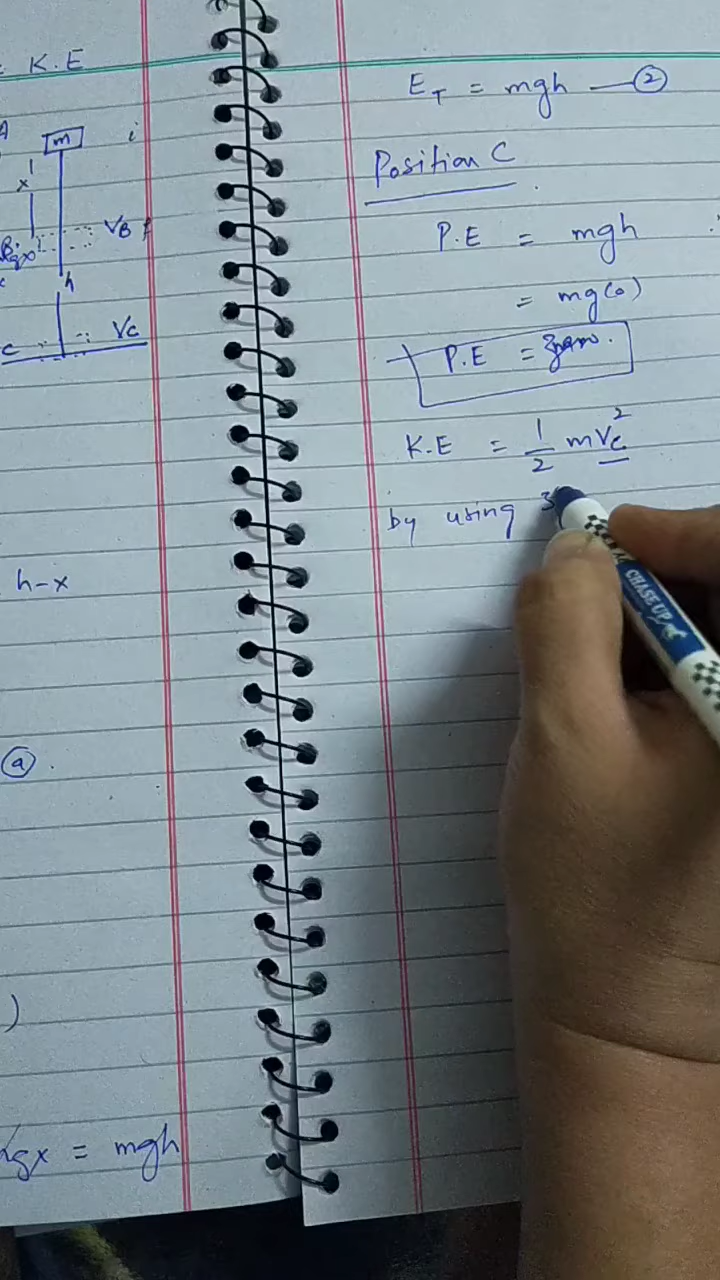 = K.E
A
m
i
x
VB f
B
h
C
Vc
h-x
a
)
gx = mgh
ET = mgh — 2
Position C
P.E = mgh
= mg(0)
P.E = zero.
K.E = 1/2 mVc²
by using 3
CHASE UP